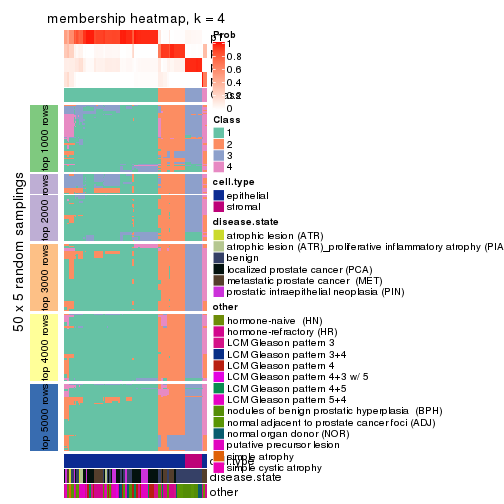 membership heatmap, k = 4
Prob
1
0.8
0.6
0.4
0.2
0
Class
1
2
3
4
cell.type
epithelial
stromal
disease.state
atrophic lesion (ATR)
atrophic lesion (ATR)_proliferative inflammatory atrophy (PIA
benign
localized prostate cancer (PCA)
metastatic prostate cancer (MET)
prostatic intraepithelial neoplasia (PIN)
other
hormone-naive (HN)
hormone-refractory (HR)
LCM Gleason pattern 3
LCM Gleason pattern 3+4
LCM Gleason pattern 4
LCM Gleason pattern 4+3 w/ 5
LCM Gleason pattern 4+5
LCM Gleason pattern 5+4
nodules of benign prostatic hyperplasia (BPH)
normal adjacent to prostate cancer foci (ADJ)
normal organ donor (NOR)
putative precursor lesion
simple atrophy
simple cystic atrophy
50 x 5 random samplings
top 1000 rows
top 2000 rows
top 3000 rows
top 4000 rows
top 5000 rows
disease.state
other